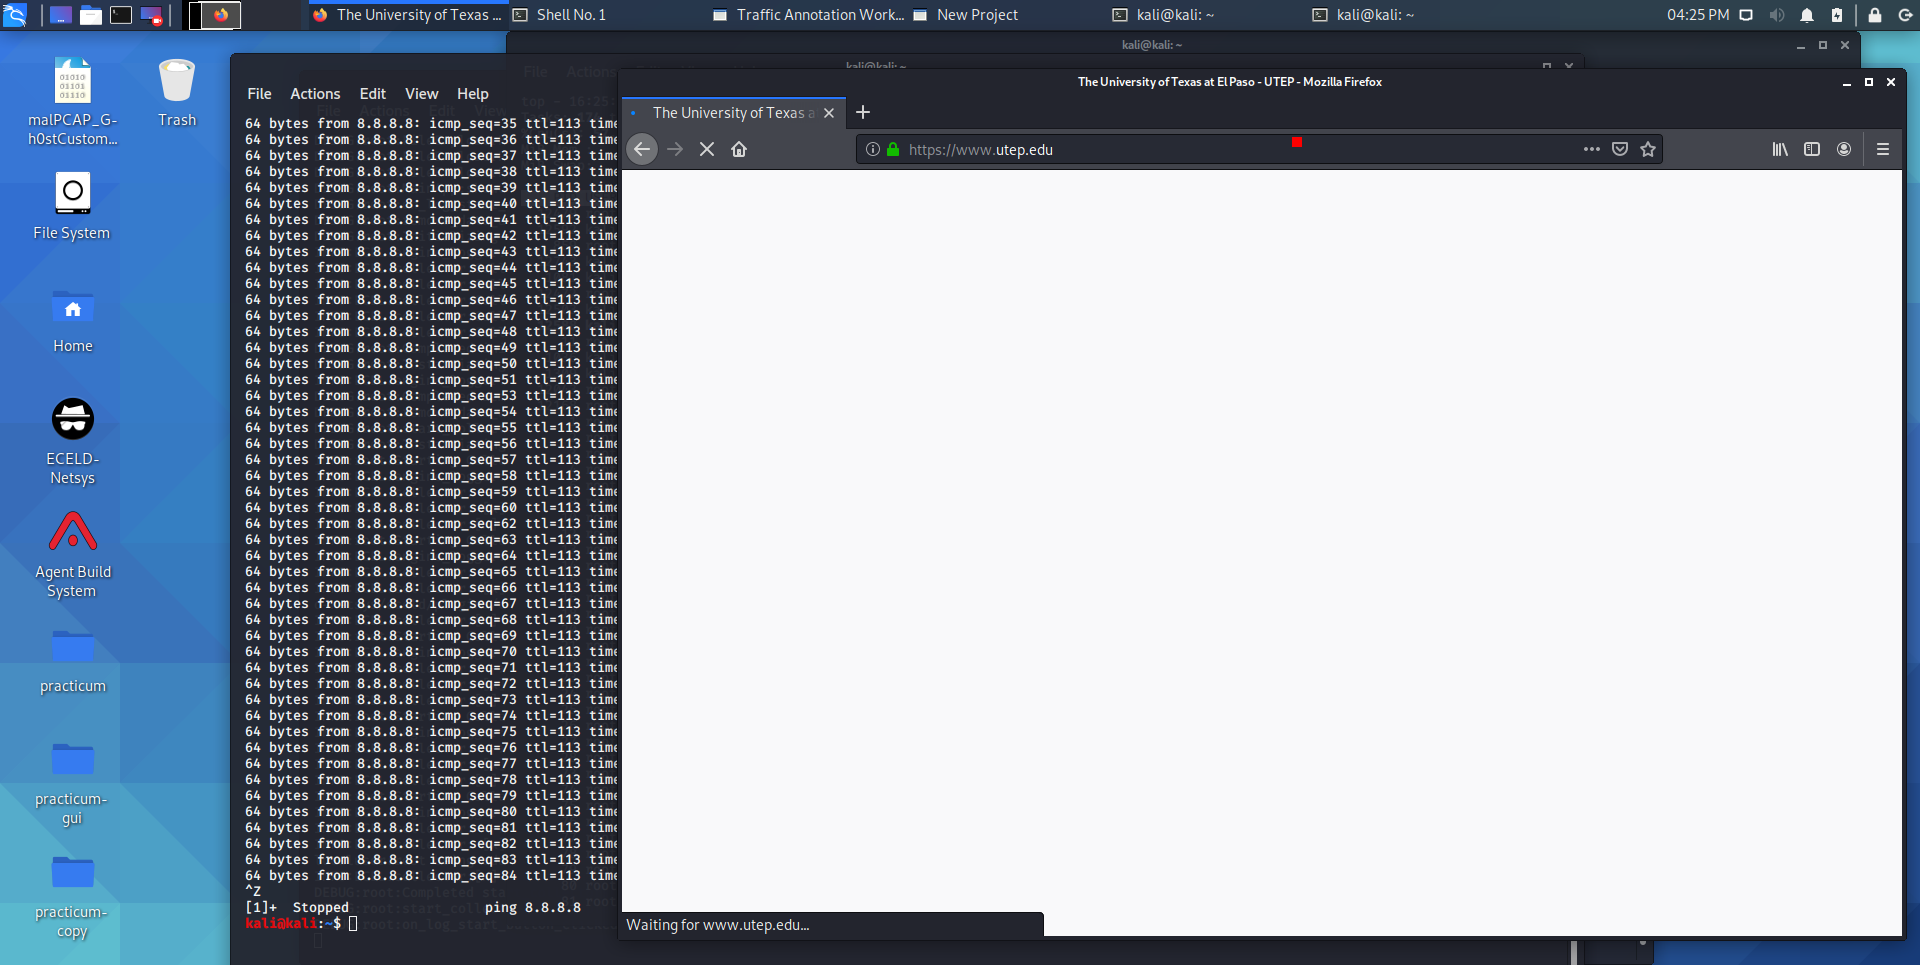 The University of Texas ...
Shell No. 1
Traffic Annotation Work...
New Project
kali@kali: ~
kali@kali: ~
04:25 PM
malPCAP_G-
h0stCustom...
Trash
File System
Home
ECELD-
Netsys
Agent Build
System
practicum
practicum-
gui
practicum-
copy
kali@kali: ~
kali@kali: ~
File Actions
File Actions Edit View Help
64 bytes from 8.8.8.8: icmp_seq=35 ttl=113 time
64 bytes from 8.8.8.8: icmp_seq=36 ttl=113 time
64 bytes from 8.8.8.8: icmp_seq=37 ttl=113 time
64 bytes from 8.8.8.8: icmp_seq=38 ttl=113 time
64 bytes from 8.8.8.8: icmp_seq=39 ttl=113 time
64 bytes from 8.8.8.8: icmp_seq=40 ttl=113 time
64 bytes from 8.8.8.8: icmp_seq=41 ttl=113 time
64 bytes from 8.8.8.8: icmp_seq=42 ttl=113 time
64 bytes from 8.8.8.8: icmp_seq=43 ttl=113 time
64 bytes from 8.8.8.8: icmp_seq=44 ttl=113 time
64 bytes from 8.8.8.8: icmp_seq=45 ttl=113 time
64 bytes from 8.8.8.8: icmp_seq=46 ttl=113 time
64 bytes from 8.8.8.8: icmp_seq=47 ttl=113 time
64 bytes from 8.8.8.8: icmp_seq=48 ttl=113 time
64 bytes from 8.8.8.8: icmp_seq=49 ttl=113 time
64 bytes from 8.8.8.8: icmp_seq=50 ttl=113 time
64 bytes from 8.8.8.8: icmp_seq=51 ttl=113 time
64 bytes from 8.8.8.8: icmp_seq=53 ttl=113 time
64 bytes from 8.8.8.8: icmp_seq=54 ttl=113 time
64 bytes from 8.8.8.8: icmp_seq=55 ttl=113 time
64 bytes from 8.8.8.8: icmp_seq=56 ttl=113 time
64 bytes from 8.8.8.8: icmp_seq=57 ttl=113 time
64 bytes from 8.8.8.8: icmp_seq=58 ttl=113 time
64 bytes from 8.8.8.8: icmp_seq=59 ttl=113 time
64 bytes from 8.8.8.8: icmp_seq=60 ttl=113 time
64 bytes from 8.8.8.8: icmp_seq=62 ttl=113 time
64 bytes from 8.8.8.8: icmp_seq=63 ttl=113 time
64 bytes from 8.8.8.8: icmp_seq=64 ttl=113 time
64 bytes from 8.8.8.8: icmp_seq=65 ttl=113 time
64 bytes from 8.8.8.8: icmp_seq=66 ttl=113 time
64 bytes from 8.8.8.8: icmp_seq=67 ttl=113 time
64 bytes from 8.8.8.8: icmp_seq=68 ttl=113 time
64 bytes from 8.8.8.8: icmp_seq=69 ttl=113 time
64 bytes from 8.8.8.8: icmp_seq=70 ttl=113 time
64 bytes from 8.8.8.8: icmp_seq=71 ttl=113 time
64 bytes from 8.8.8.8: icmp_seq=72 ttl=113 time
64 bytes from 8.8.8.8: icmp_seq=73 ttl=113 time
64 bytes from 8.8.8.8: icmp_seq=74 ttl=113 time
64 bytes from 8.8.8.8: icmp_seq=75 ttl=113 time
64 bytes from 8.8.8.8: icmp_seq=76 ttl=113 time
64 bytes from 8.8.8.8: icmp_seq=77 ttl=113 time
64 bytes from 8.8.8.8: icmp_seq=78 ttl=113 time
64 bytes from 8.8.8.8: icmp_seq=79 ttl=113 time
64 bytes from 8.8.8.8: icmp_seq=80 ttl=113 time
64 bytes from 8.8.8.8: icmp_seq=81 ttl=113 time
64 bytes from 8.8.8.8: icmp_seq=82 ttl=113 time
64 bytes from 8.8.8.8: icmp_seq=83 ttl=113 time
64 bytes from 8.8.8.8: icmp_seq=84 ttl=113 time
^Z
DEBUG:root:Completed sta
[1]+ Stopped ping 8.8.8.8
kali@kali:~$
The University of Texas at El Paso - UTEP - Mozilla Firefox
The University of Texas a
https://www.utep.edu
Waiting for www.utep.edu...